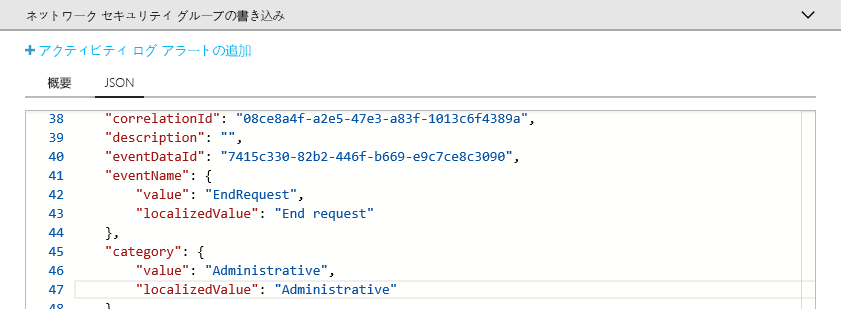 ネットワーク セキュリティ グループの書き込み
+ アクティビティ ログ アラートの追加
概要 JSON
38 "correlationId": "08ce8a4f-a2e5-47e3-a83f-1013c6f4389a",
39 "description": "",
40 "eventDataId": "7415c330-82b2-446f-b669-e9c7ce8c3090",
41 "eventName": {
42 "value": "EndRequest",
43 "localizedValue": "End request"
44 },
45 "category": {
46 "value": "Administrative",
47 "localizedValue": "Administrative"
48 }